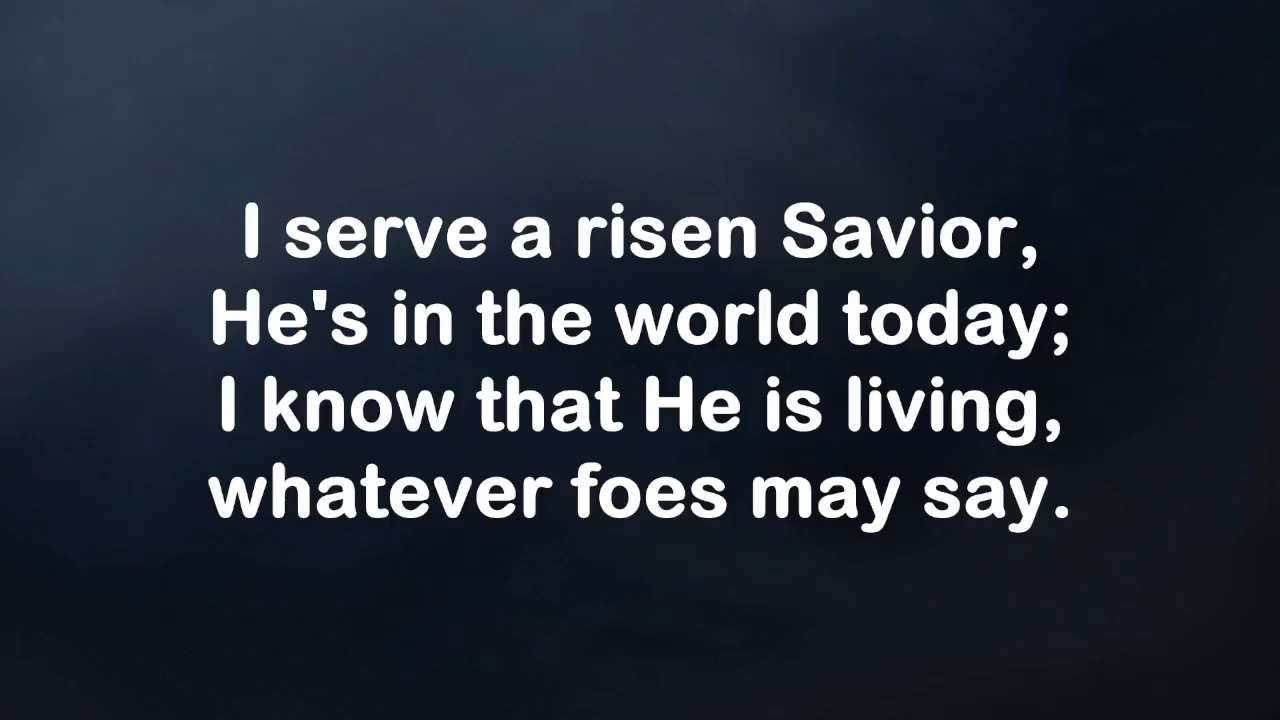 I serve a risen Savior,
He's in the world today;
I know that He is living,
whatever foes may say.